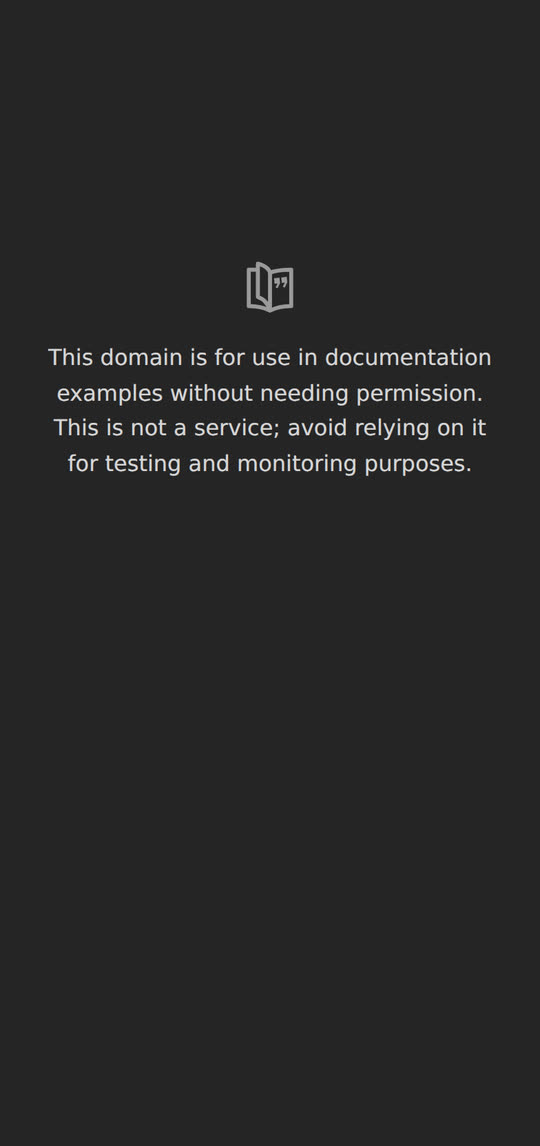 This domain is for use in documentation
examples without needing permission.
This is not a service; avoid relying on it
for testing and monitoring purposes.